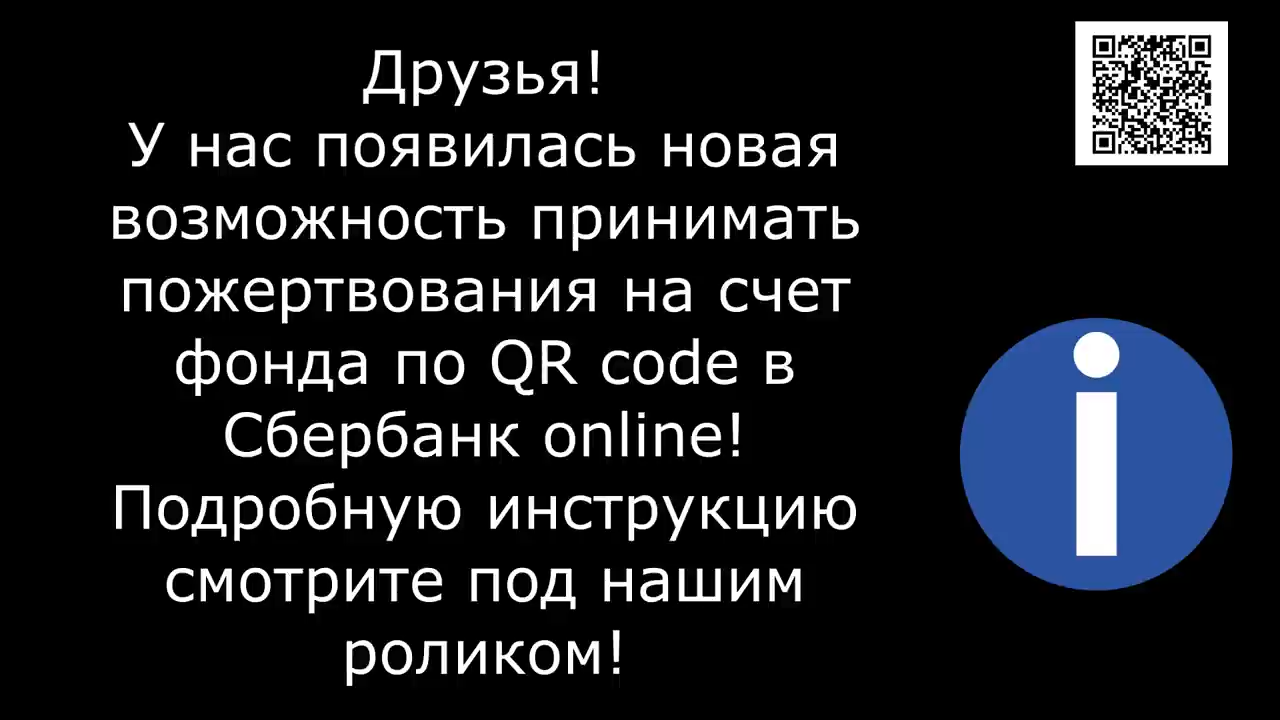 Друзья!
У нас появилась новая
возможность принимать
пожертвования на счет
фонда по QR code в
Сбербанк online!
Подробную инструкцию
смотрите под нашим
роликом!
i